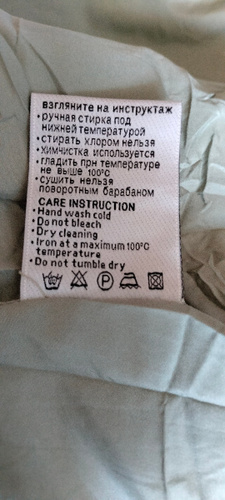 взгляните на инструктаж
•ручная стирка под
нижней температурой
•стирать хлором нельзя
•химчистка используется
•гладить при температуре
не выше 100°C
•сушить нельзя
поворотным барабаном
CARE INSTRUCTION
•Hand wash cold
•Do not bleach
•Dry cleaning
•Iron at a maximum 100°C
temperature
•Do not tumble dry
P